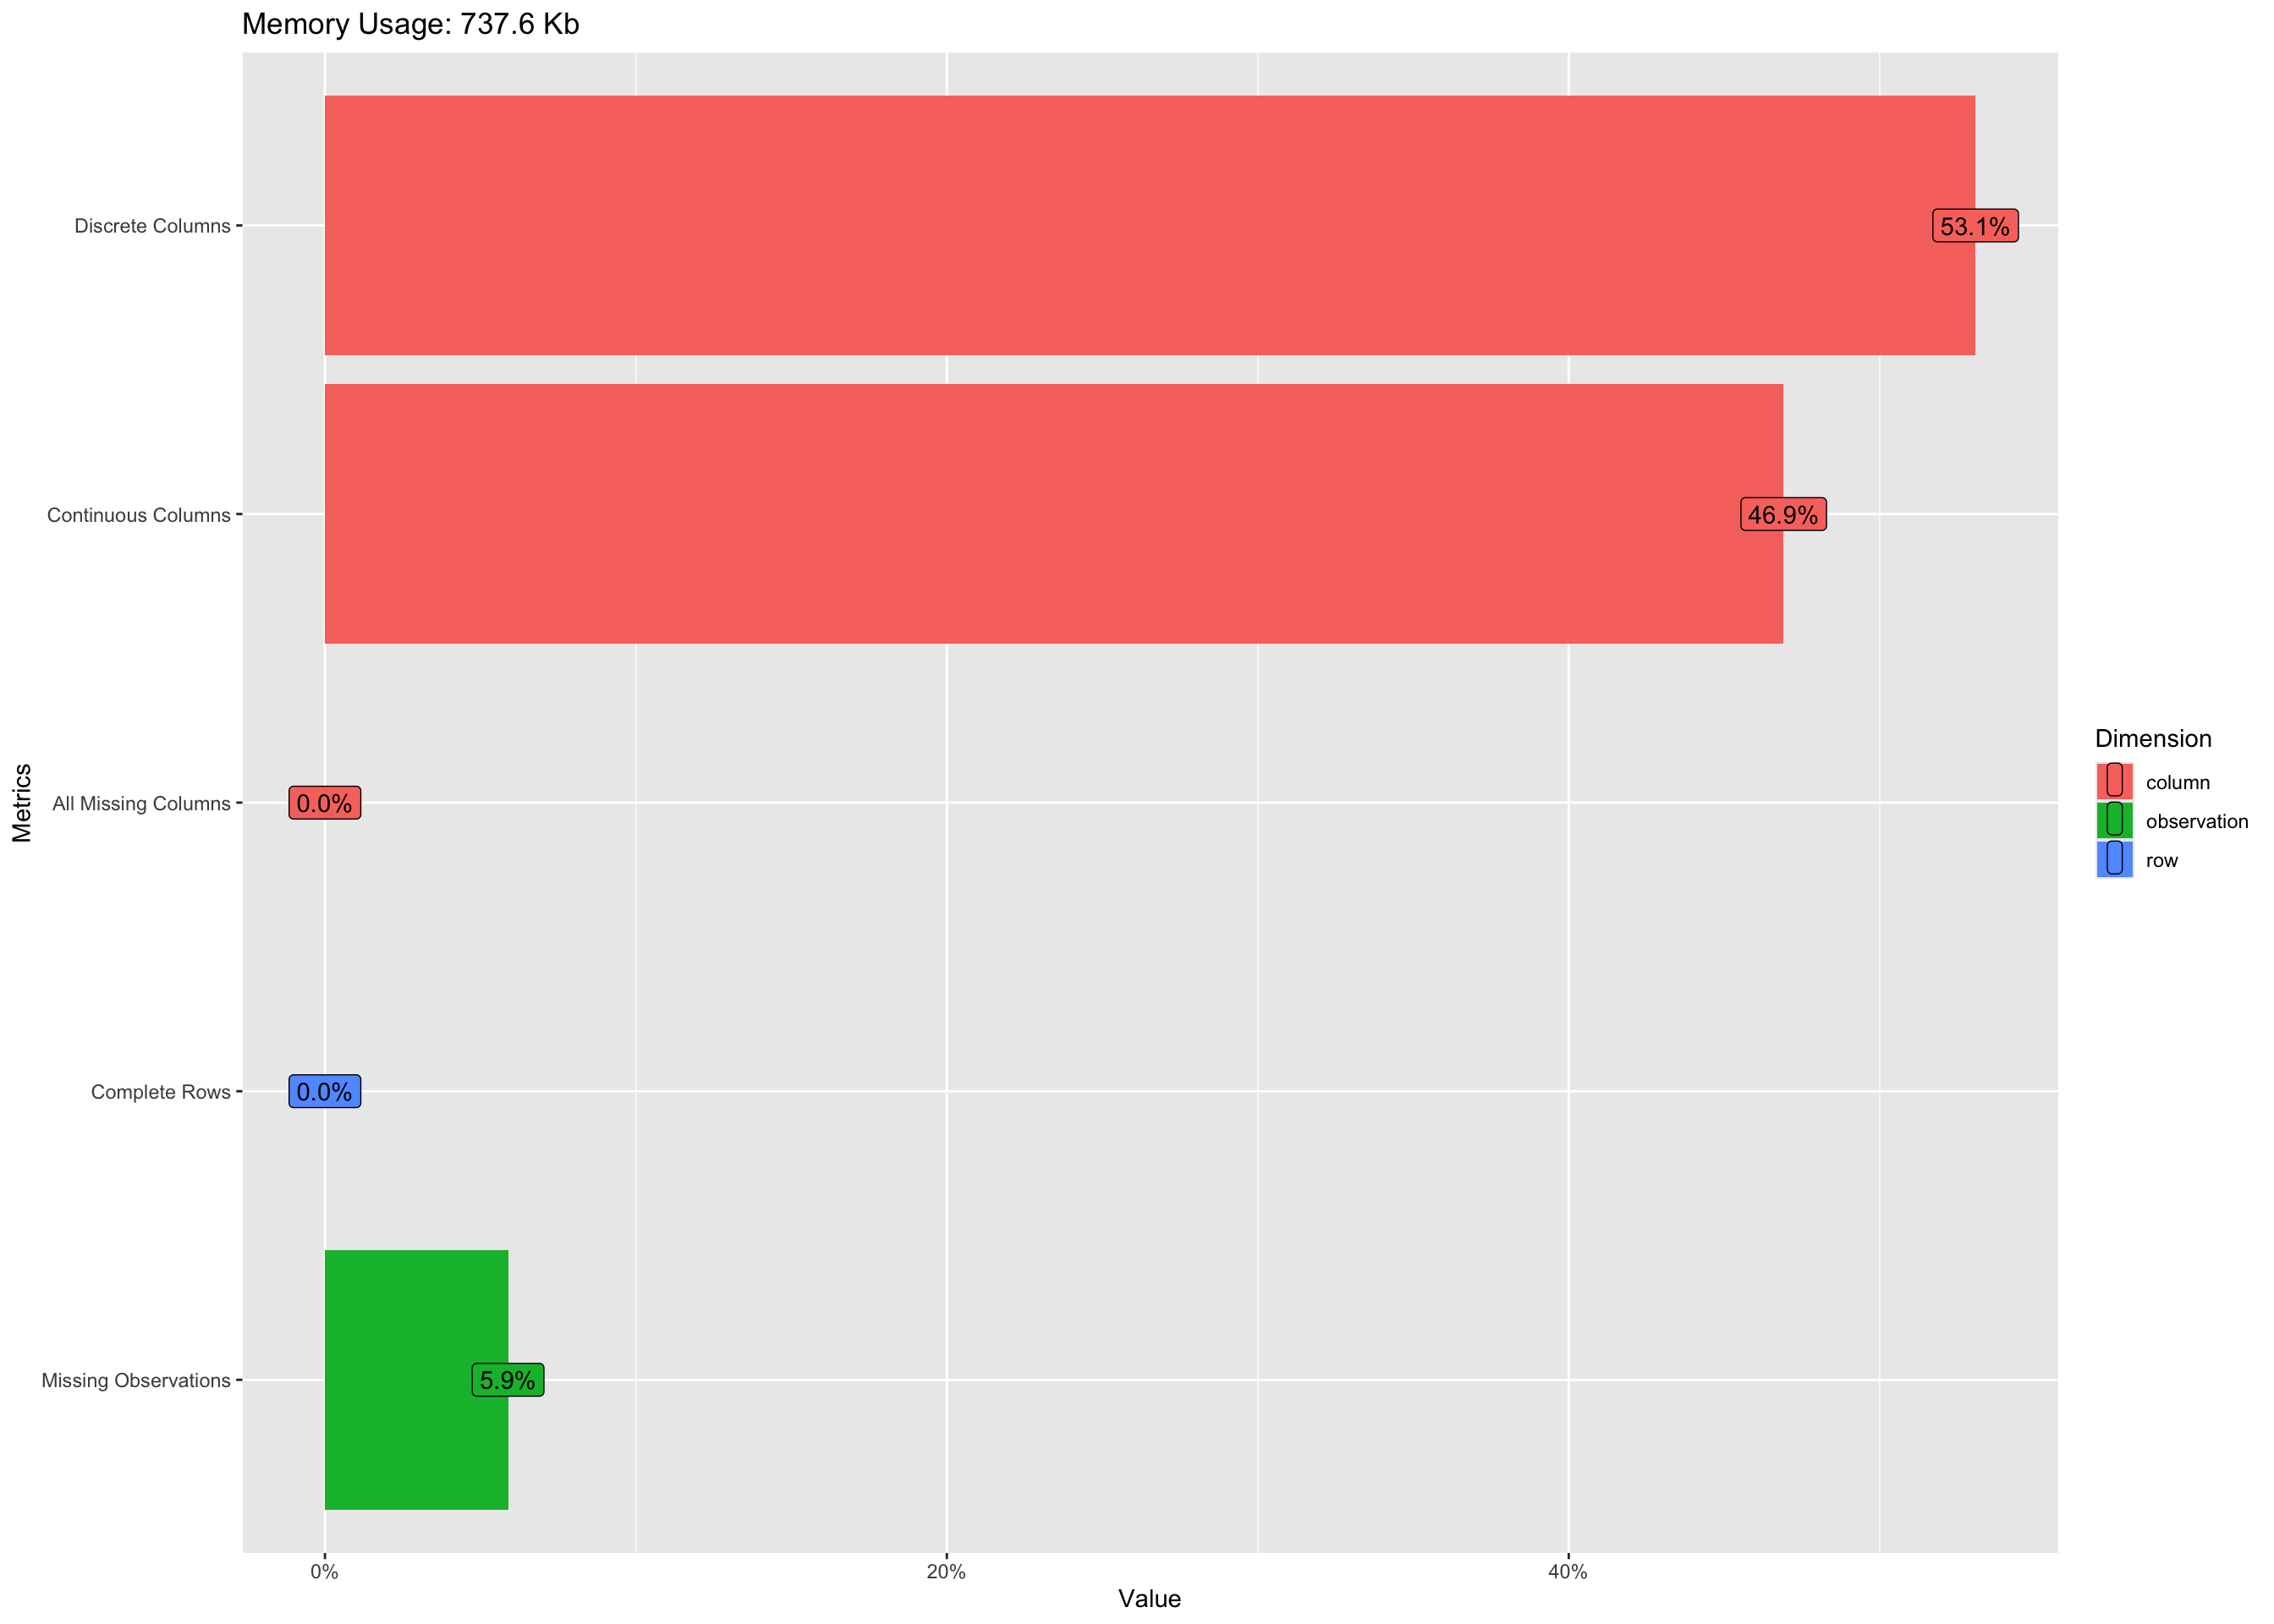 Memory Usage: 737.6 Kb
Metrics
Discrete Columns
53.1%
Continuous Columns
46.9%
All Missing Columns
0.0%
Complete Rows
0.0%
Missing Observations
5.9%
0%
20%
40%
Value
Dimension
column
observation
row